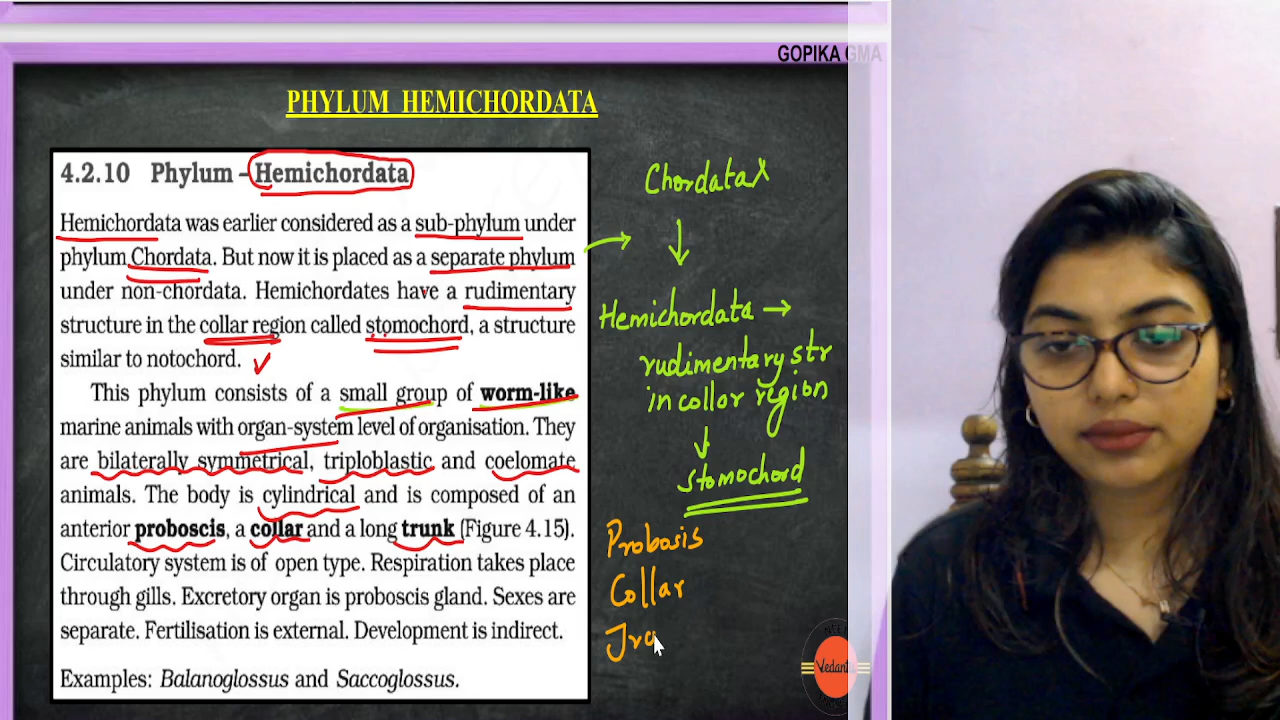 GOPIKA GMA
PHYLUM HEMICHORDATA
4.2.10 Phylum – Hemichordata
Hemichordata was earlier considered as a sub-phylum under
phylum Chordata. But now it is placed as a separate phylum
under non-chordata. Hemichordates have a rudimentary
structure in the collar region called stomochord, a structure
similar to notochord.
This phylum consists of a small group of worm-like
marine animals with organ-system level of organisation. They
are bilaterally symmetrical, triploblastic and coelomate
animals. The body is cylindrical and is composed of an
anterior proboscis, a collar and a long trunk (Figure 4.15).
Circulatory system is of open type. Respiration takes place
through gills. Excretory organ is proboscis gland. Sexes are
separate. Fertilisation is external. Development is indirect.
Examples: Balanoglossus and Saccoglossus.
Chordata X
Hemichordata →
rudimentary str
in collar region
stomochord
Probosis
Collar
Tra
Vedant